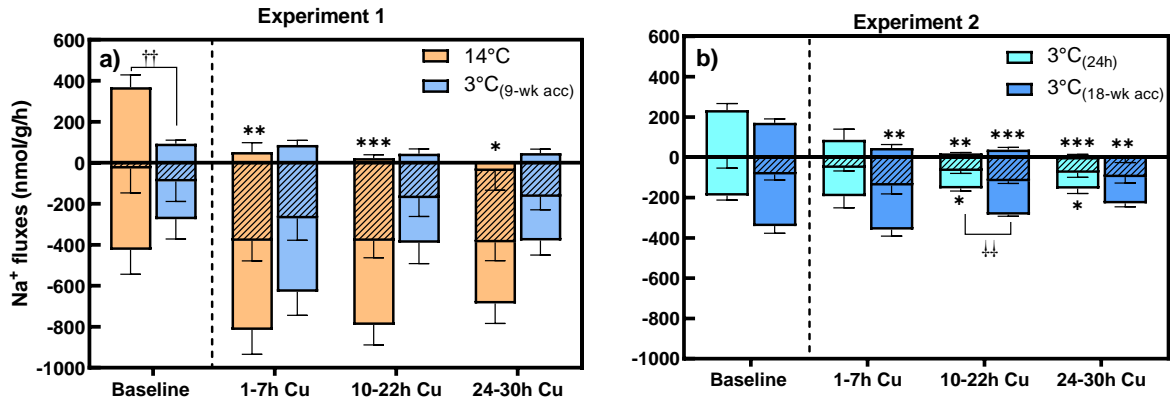 Experiment 1
Experiment 2
Na+ fluxes (nmol/g/h)
600
400
200
0
-200
-400
-600
-800
-1000
a)
††
14°C
3°C(9-wk acc)
**
***
*
Baseline
1-7h Cu
10-22h Cu
24-30h Cu
600
400
200
0
-200
-400
-600
-800
-1000
b)
3°C(24h)
3°C(18-wk acc)
**
**
***
***
**
*
*
‡‡
Baseline
1-7h Cu
10-22h Cu
24-30h Cu